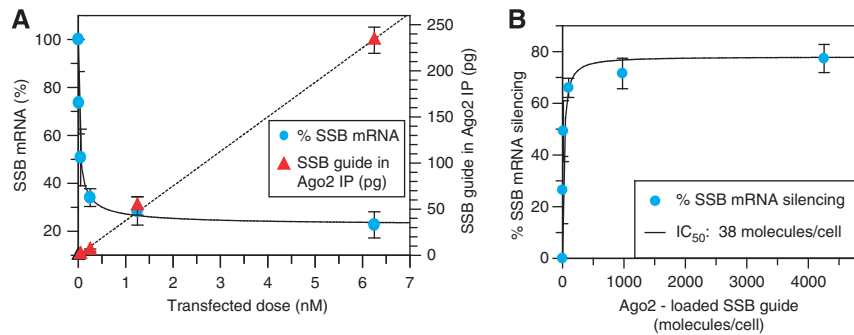 A
SSB mRNA (%)
100
80
60
40
20
0
1
2
3
4
5
6
7
Transfected dose (nM)
250
200
150
100
50
0
SSB guide in Ago2 IP (pg)
% SSB mRNA
SSB guide in
Ago2 IP (pg)
B
% SSB mRNA silencing
80
60
40
20
0
0
1000
2000
3000
4000
Ago2 - loaded SSB guide
(molecules/cell)
% SSB mRNA silencing
IC50: 38 molecules/cell